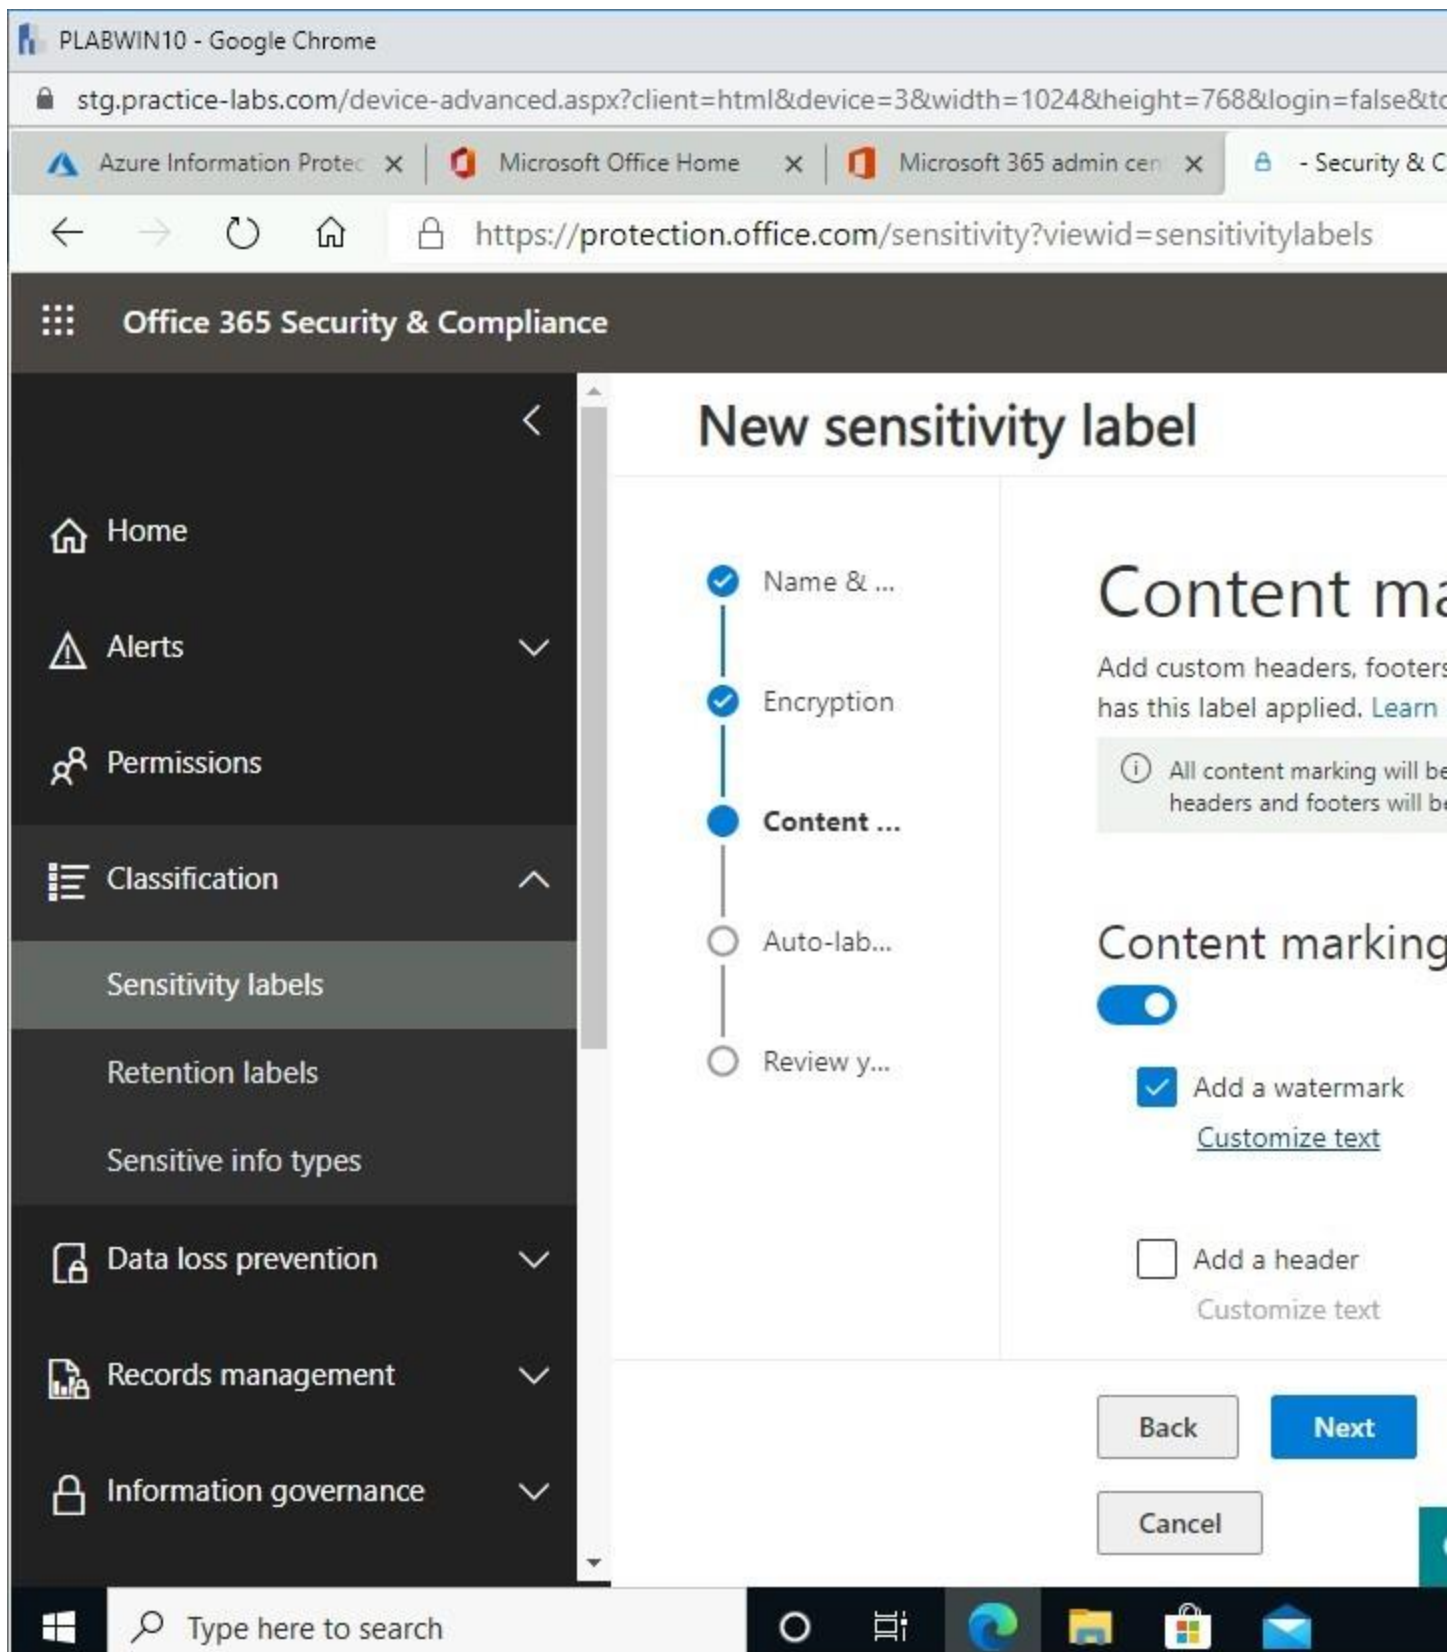 PLABWIN10 - Google Chrome
stg.practice-labs.com/device-advanced.aspx?client=html&device=3&width=1024&height=768&login=false&to
Azure Information Protec
Microsoft Office Home
Microsoft 365 admin cen
- Security & C
https://protection.office.com/sensitivity?viewid=sensitivitylabels
Office 365 Security & Compliance
New sensitivity label
Home
Alerts
Permissions
Classification
Sensitivity labels
Retention labels
Sensitive info types
Data loss prevention
Records management
Information governance
Name & ...
Encryption
Content ...
Auto-lab...
Review y...
Content ma
Add custom headers, footers
has this label applied. Learn
All content marking will be
headers and footers will be
Content marking
Add a watermark
Customize text
Add a header
Customize text
Back
Next
Cancel
Type here to search